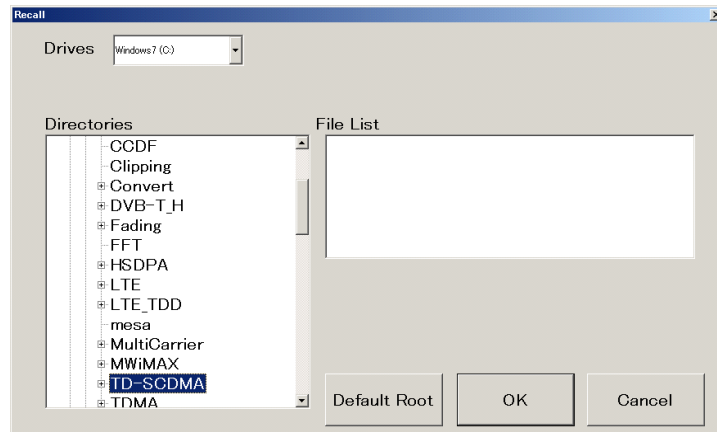 Recall
Drives
Windows7 (C:)
Directories
File List
CCDF
Clipping
Convert
DVB-T_H
Fading
FFT
HSDPA
LTE
LTE_TDD
mesa
MultiCarrier
MWiMAX
TD-SCDMA
TDMA
Default Root
OK
Cancel